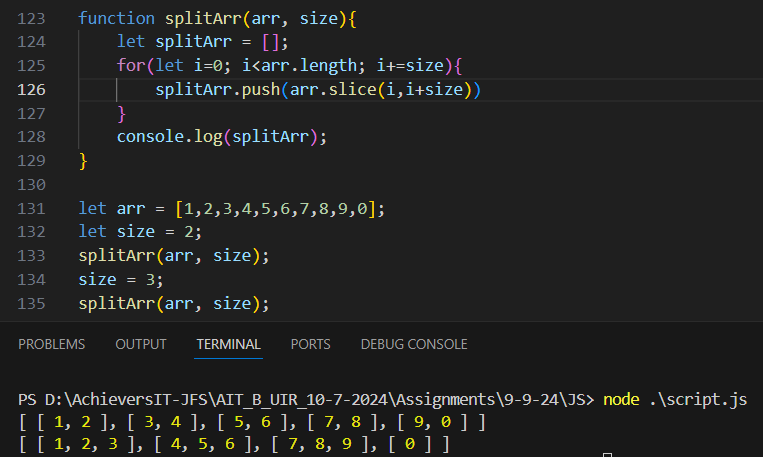 123 function splitArr(arr, size){
124 let splitArr = [];
125 for(let i=0; i<arr.length; i+=size){
126 splitArr.push(arr.slice(i,i+size))
127 }
128 console.log(splitArr);
129 }
130
131 let arr = [1,2,3,4,5,6,7,8,9,0];
132 let size = 2;
133 splitArr(arr, size);
134 size = 3;
135 splitArr(arr, size);
PROBLEMS OUTPUT TERMINAL PORTS DEBUG CONSOLE
PS D:\AchieversIT-JFS\AIT_B_UIR_10-7-2024\Assignments\9-9-24\JS> node .\script.js
[ [ 1, 2 ], [ 3, 4 ], [ 5, 6 ], [ 7, 8 ], [ 9, 0 ] ]
[ [ 1, 2, 3 ], [ 4, 5, 6 ], [ 7, 8, 9 ], [ 0 ] ]